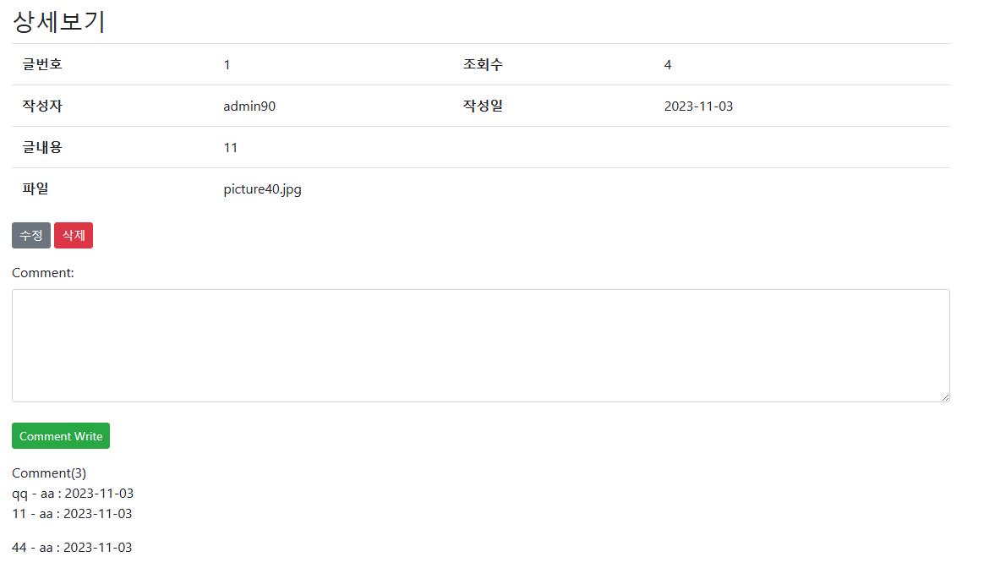 상세보기
글번호 1 조회수 4
작성자 admin90 작성일 2023-11-03
글내용 11
파일 picture40.jpg
수정 삭제
Comment:
Comment Write
Comment(3)
qq - aa : 2023-11-03
11 - aa : 2023-11-03
44 - aa : 2023-11-03